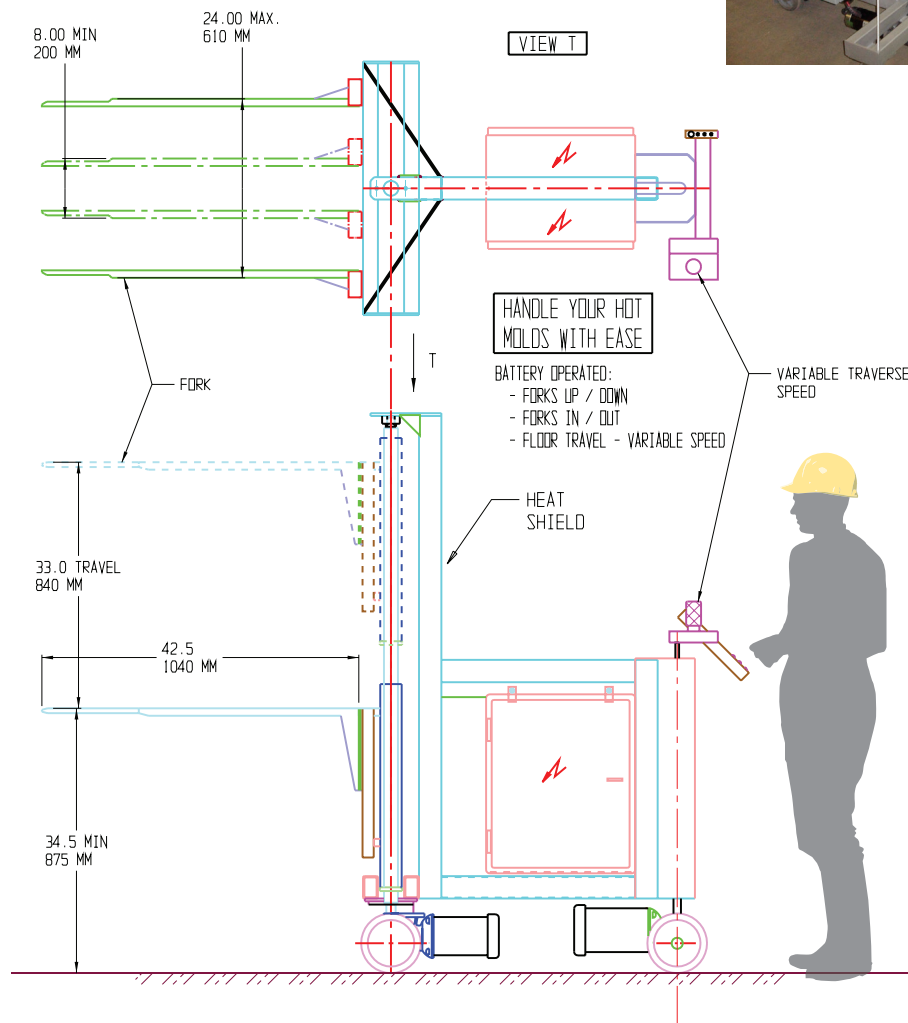 8.00 MIN
200 MM
24.00 MAX.
610 MM
VIEW T
HANDLE YOUR HOT
MOLDS WITH EASE
T
BATTERY OPERATED:
- FORKS UP / DOWN
- FORKS IN / OUT
- FLOOR TRAVEL - VARIABLE SPEED
VARIABLE TRAVERSE
SPEED
FORK
HEAT
SHIELD
33.0 TRAVEL
840 MM
42.5
1040 MM
34.5 MIN
875 MM